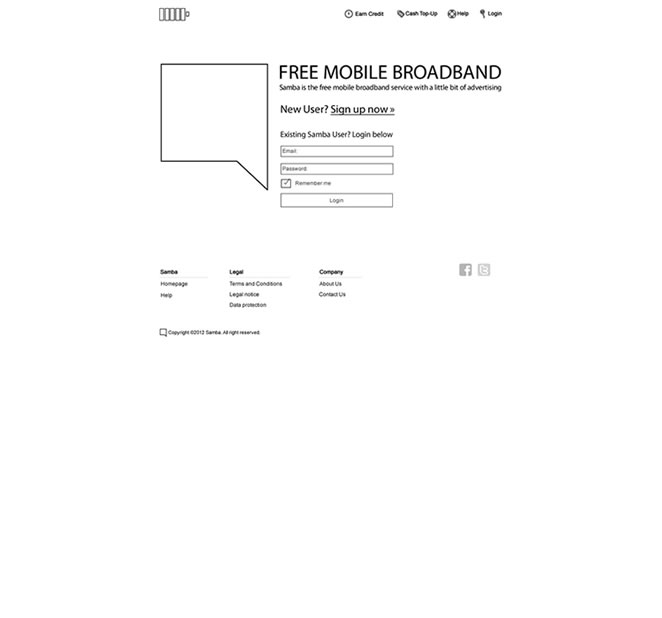 Earn Credit Cash Top-Up Help Login
FREE MOBILE BROADBAND
Samba is the free mobile broadband service with a little bit of advertising
New User? Sign up now »
Existing Samba User? Login below
Email
Password
Remember me
Login
Samba Legal Company
Homepage Terms and Conditions About Us
Help Legal notice Contact Us
Data protection
Copyright ©2012 Samba. All right reserved.